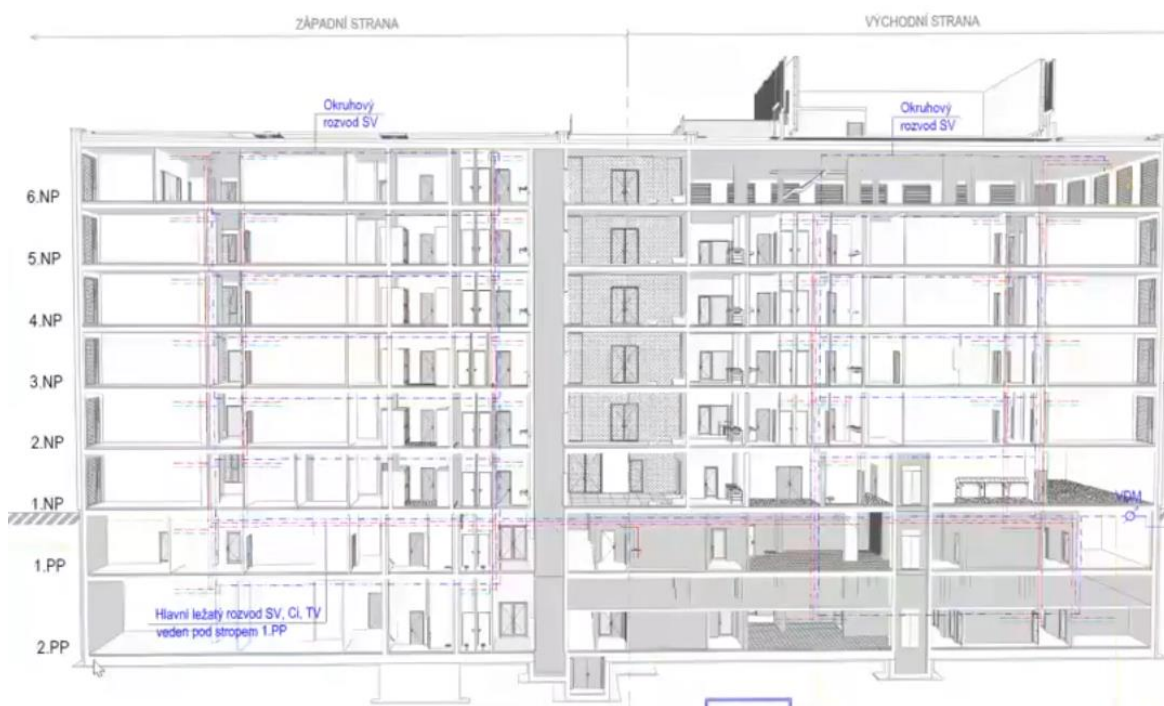 ZÁPADNÍ STRANA
VÝCHODNÍ STRANA
Okruhový
rozvod SV
Okruhový
rozvod SV
6.NP
5.NP
4.NP
3.NP
2.NP
1.NP
VDM
1.PP
Hlavní ležatý rozvod SV, Ci, TV
veden pod stropem 1.PP
2.PP